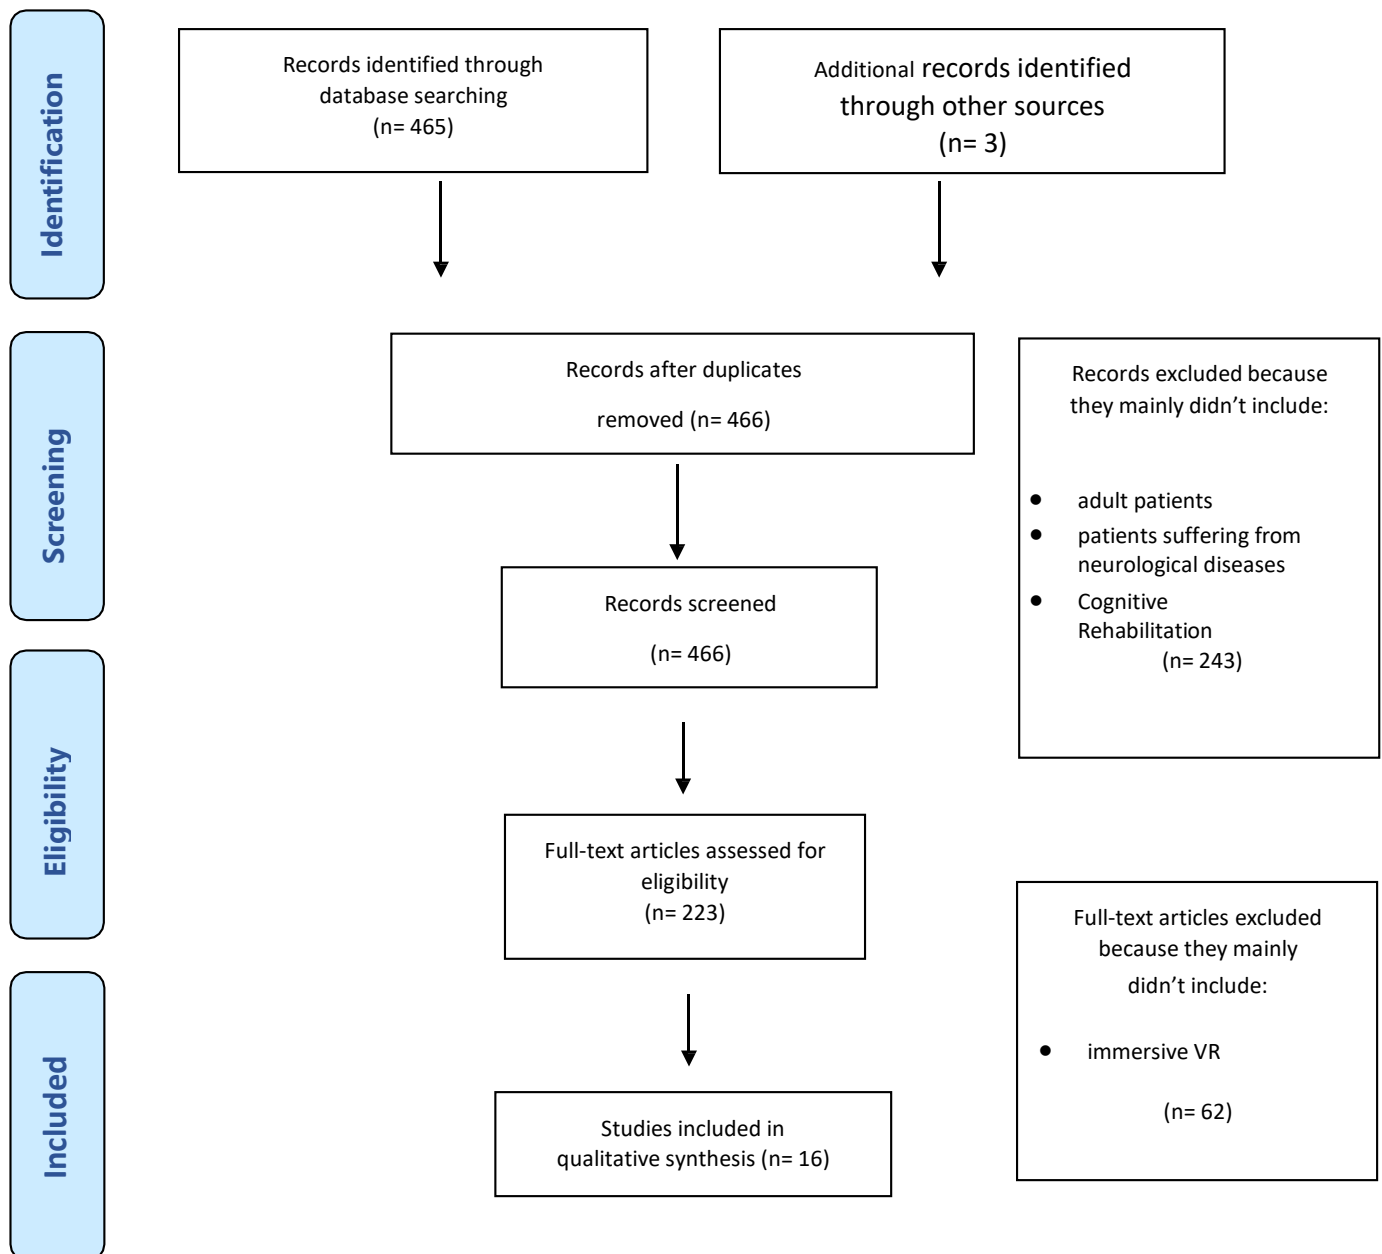 Identification
Records identified through
database searching
(n= 465)
Additional records identified
through other sources
(n= 3)
Screening
Records after duplicates
removed (n= 466)
Records excluded because
they mainly didn’t include:
● adult patients
● patients suffering from
neurological diseases
● Cognitive
Rehabilitation
(n= 243)
Records screened
(n= 466)
Eligibility
Full-text articles assessed for
eligibility
(n= 223)
Full-text articles excluded
because they mainly
didn’t include:
● immersive VR
(n= 62)
Included
Studies included in
qualitative synthesis (n= 16)